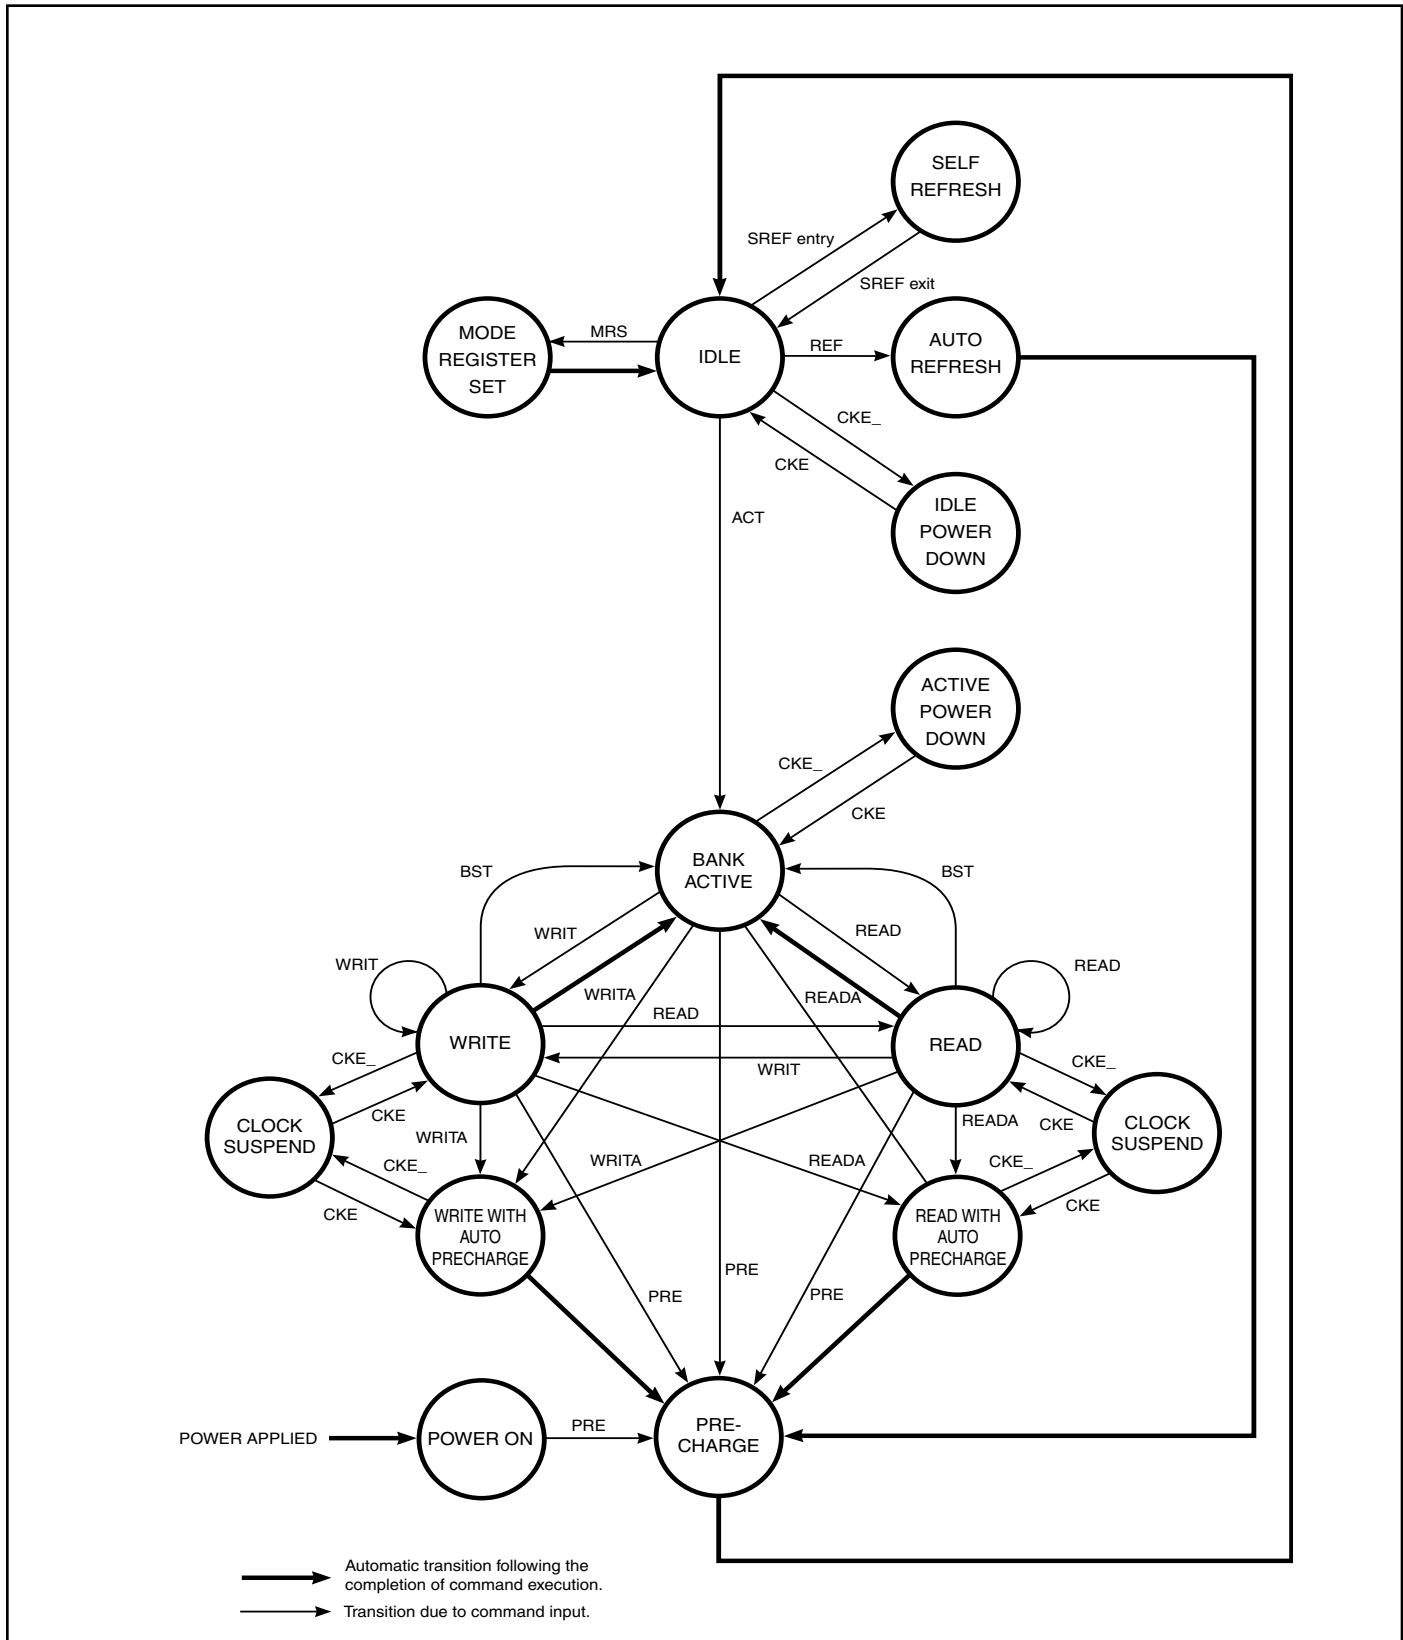 SELF
REFRESH
SREF entry
SREF exit
MODE
REGISTER
SET
MRS
IDLE
REF
AUTO
REFRESH
CKE_
CKE
IDLE
POWER
DOWN
ACT
ACTIVE
POWER
DOWN
CKE_
CKE
BANK
ACTIVE
BST
BST
WRIT
READ
WRIT
READ
WRITA
READA
READ
WRITE
READ
WRIT
CKE_
CKE_
CKE
CKE
CLOCK
SUSPEND
CLOCK
SUSPEND
WRITA
READA
CKE_
WRITA
READA
CKE_
CKE
CKE
WRITE WITH
AUTO
PRECHARGE
READ WITH
AUTO
PRECHARGE
PRE
PRE
PRE
POWER APPLIED
POWER ON
PRE
PRE-
CHARGE
Automatic transition following the
completion of command execution.
Transition due to command input.